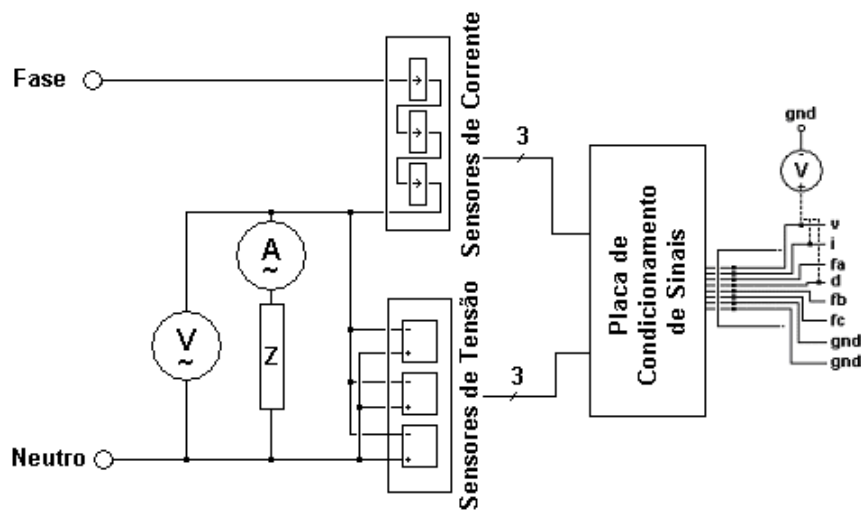 Fase
Sensores de Corrente
3
gnd
-
V
+
v
i
fa
d
fb
fc
gnd
gnd
Placa de
Condicionamento
de Sinais
A
~
V
~
Z
-
+
-
+
-
+
Sensores de Tensão
3
Neutro